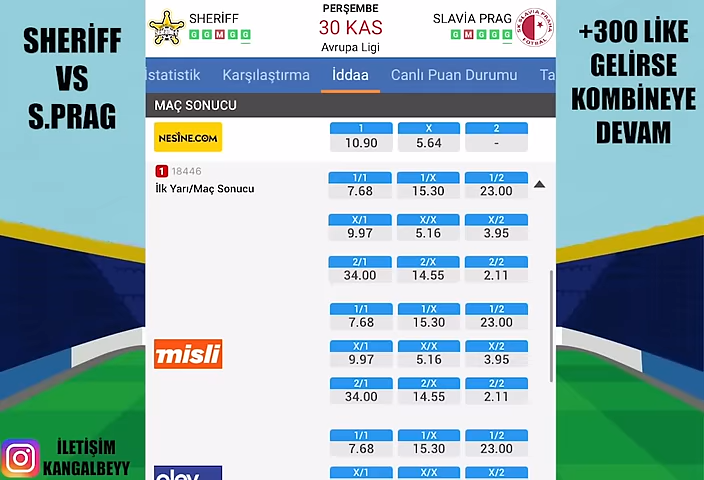 SHERİFF
VS
S.PRAG
SHERİFF
G G M G G
PERŞEMBE
30 KAS
Avrupa Ligi
SLAVİA PRAG
G M G G G
SK SLAVIA PRAHA
FOTBAL
+300 LİKE
GELİRSE
KOMBİNEYE
DEVAM
İstatistik Karşılaştırma İddaa Canlı Puan Durumu Ta
MAÇ SONUCU
NESİNE.COM
1 X 2
10.90 5.64 -
1 18446
İlk Yarı/Maç Sonucu
1/1 1/X 1/2
7.68 15.30 23.00
X/1 X/X X/2
9.97 5.16 3.95
2/1 2/X 2/2
34.00 14.55 2.11
misli
1/1 1/X 1/2
7.68 15.30 23.00
X/1 X/X X/2
9.97 5.16 3.95
2/1 2/X 2/2
34.00 14.55 2.11
1/1 1/X 1/2
7.68 15.30 23.00
X/1 X/X X/2
İLETİŞİM
KANGALBEYY